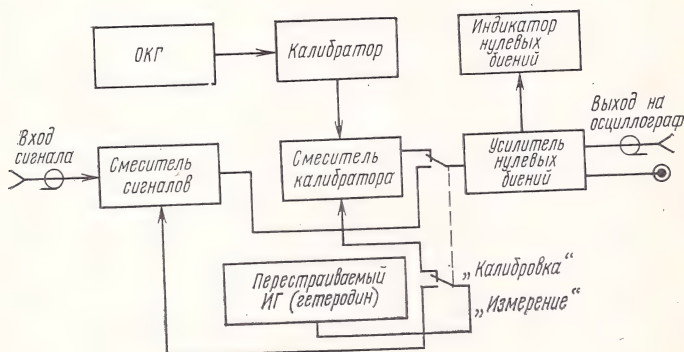 ОКГ
Калибратор
Индикатор
нулевых
биений
Вход
сигнала
Смеситель
сигналов
Смеситель
калибратора
Усилитель
нулевых
биений
Выход на
осциллограф
Перестраиваемый
ИГ (гетеродин)
„Калибровка“
„Измерение“